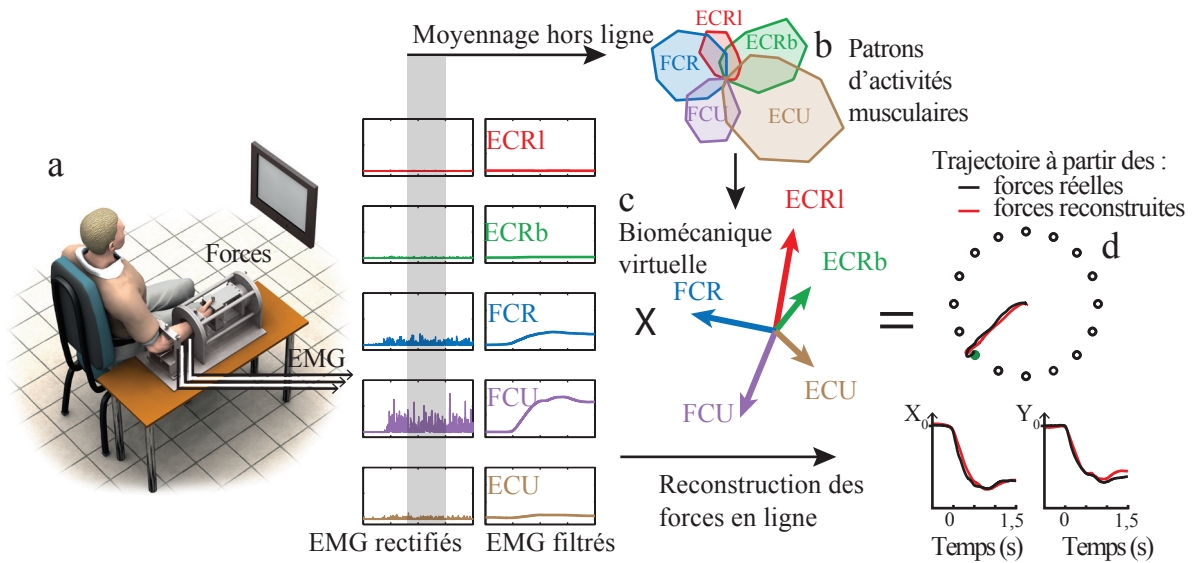 Moyennage hors ligne
ECRl
ECRb
FCR
FCU
ECU
b
Patrons
d'activités
musculaires
a
Forces
EMG
ECRl
ECRb
FCR
FCU
ECU
EMG rectifiés
EMG filtrés
c
Biomécanique
virtuelle
ECRl
ECRb
FCR
FCU
ECU
X
=
Reconstruction des
forces en ligne
Trajectoire à partir des :
forces réelles
forces reconstruites
d
X
0
0
1,5
Temps (s)
Y
0
0
1,5
Temps (s)